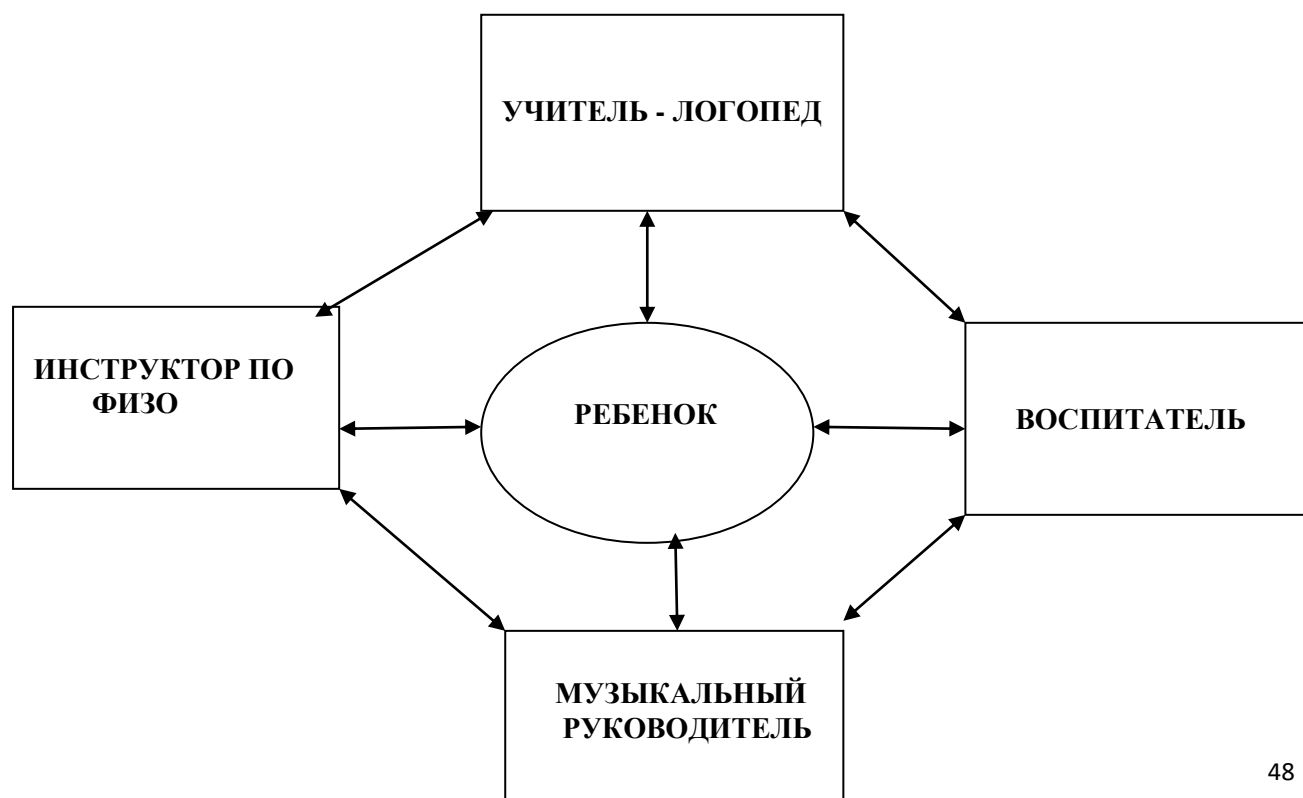 УЧИТЕЛЬ - ЛОГОПЕД
ИНСТРУКТОР ПО
ФИЗО
РЕБЕНОК
ВОСПИТАТЕЛЬ
МУЗЫКАЛЬНЫЙ
РУКОВОДИТЕЛЬ
48